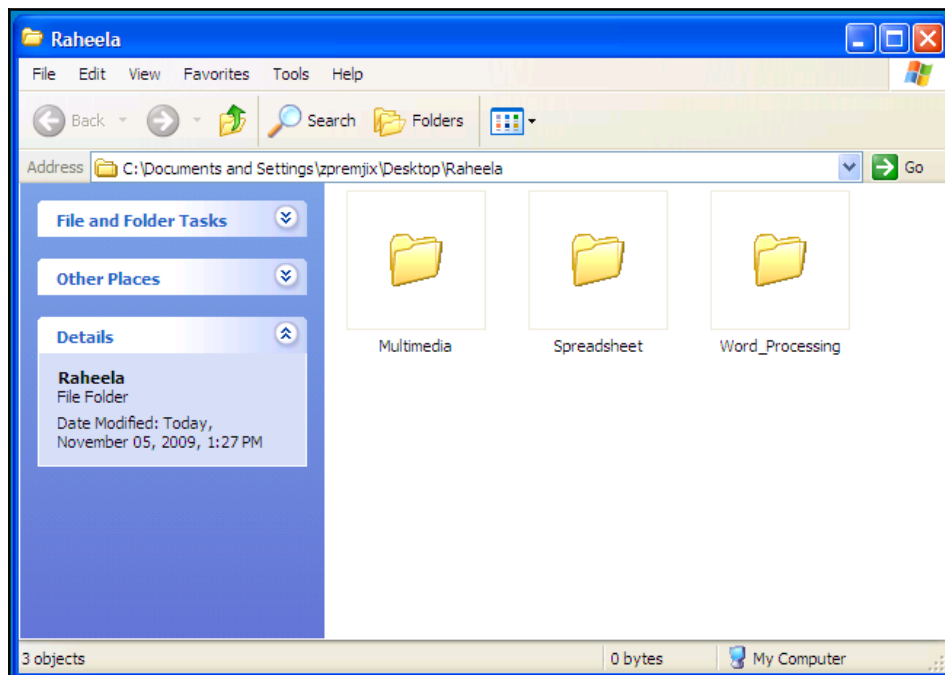 Raheela
File Edit View Favorites Tools Help
Back Search Folders
Address C:\Documents and Settings\zpremjix\Desktop\Raheela Go
File and Folder Tasks
Other Places
Details
Raheela
File Folder
Date Modified: Today,
November 05, 2009, 1:27 PM
Multimedia Spreadsheet Word_Processing
3 objects 0 bytes My Computer